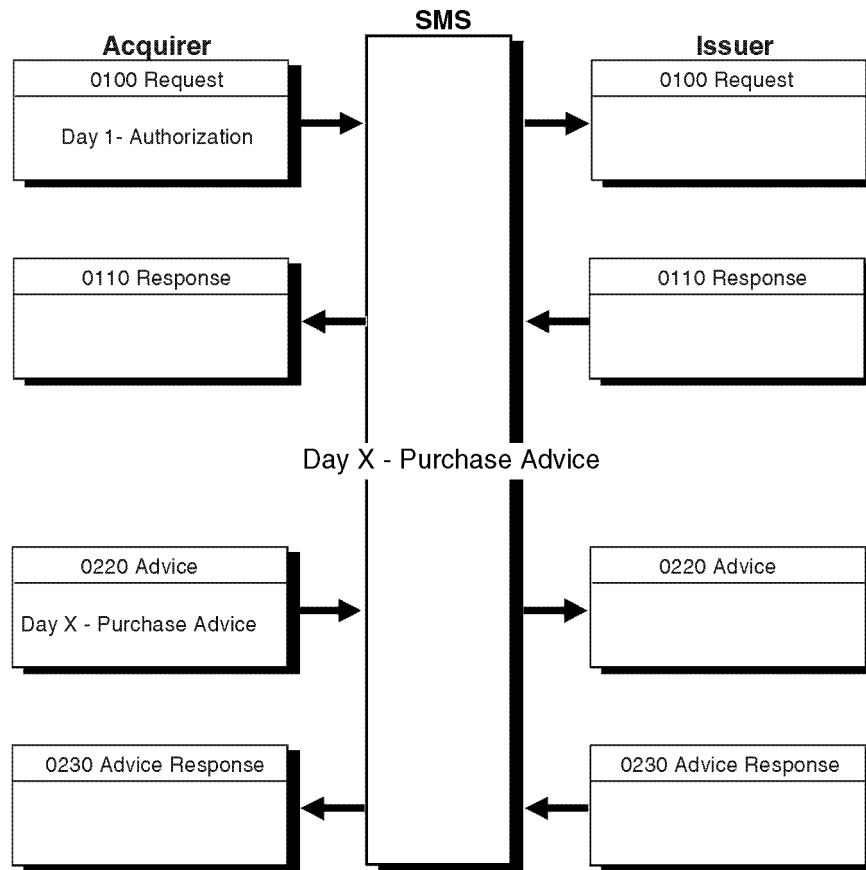 SMS
Acquirer
Issuer
0100 Request
0100 Request
Day 1- Authorization
0110 Response
0110 Response
Day X - Purchase Advice
0220 Advice
0220 Advice
Day X - Purchase Advice
0230 Advice Response
0230 Advice Response